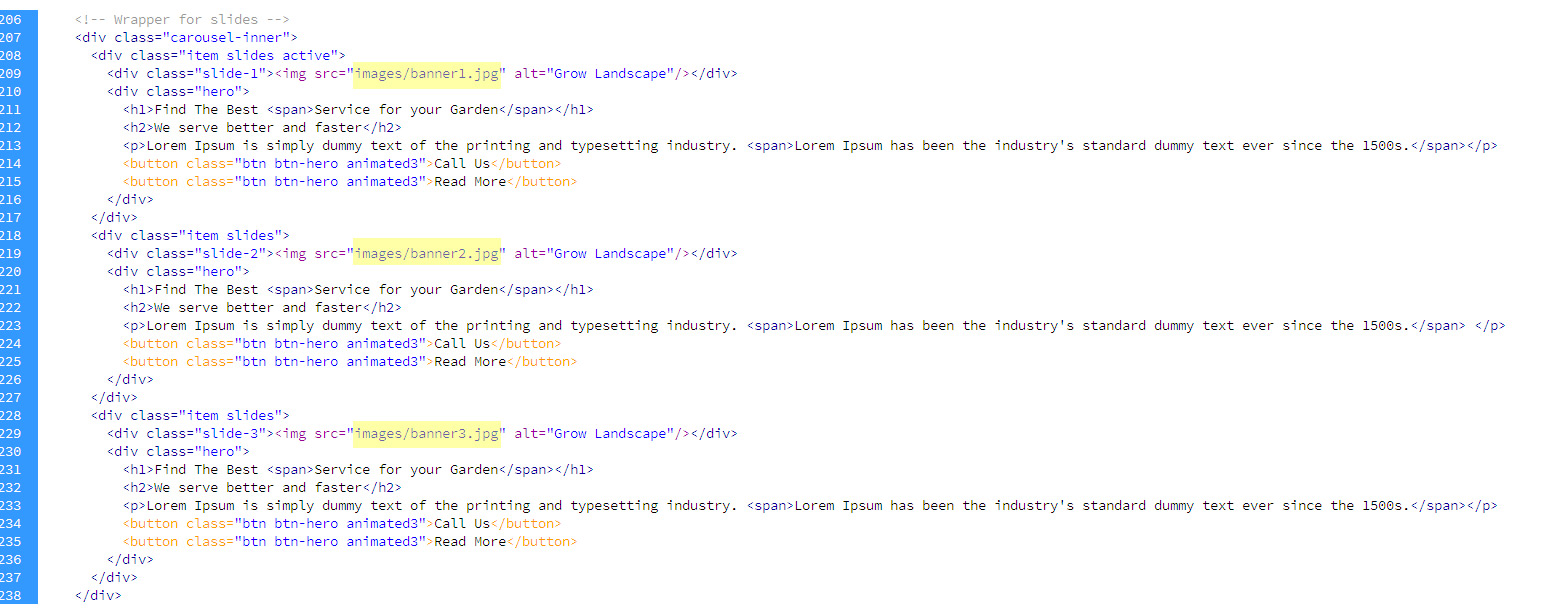 206 <!-- Wrapper for slides -->
207 <div class="carousel-inner">
208 <div class="item slides active">
209 <div class="slide-1"><img src="images/banner1.jpg" alt="Grow Landscape"/></div>
210 <div class="hero">
211 <h1>Find The Best <span>Service for your Garden</span></h1>
212 <h2>We serve better and faster</h2>
213 <p>Lorem Ipsum is simply dummy text of the printing and typesetting industry. <span>Lorem Ipsum has been the industry's standard dummy text ever since the 1500s.</span></p>
214 <button class="btn btn-hero animated3">Call Us</button>
215 <button class="btn btn-hero animated3">Read More</button>
216 </div>
217 </div>
218 <div class="item slides">
219 <div class="slide-2"><img src="images/banner2.jpg" alt="Grow Landscape"/></div>
220 <div class="hero">
221 <h1>Find The Best <span>Service for your Garden</span></h1>
222 <h2>We serve better and faster</h2>
223 <p>Lorem Ipsum is simply dummy text of the printing and typesetting industry. <span>Lorem Ipsum has been the industry's standard dummy text ever since the 1500s.</span> </p>
224 <button class="btn btn-hero animated3">Call Us</button>
225 <button class="btn btn-hero animated3">Read More</button>
226 </div>
227 </div>
228 <div class="item slides">
229 <div class="slide-3"><img src="images/banner3.jpg" alt="Grow Landscape"/></div>
230 <div class="hero">
231 <h1>Find The Best <span>Service for your Garden</span></h1>
232 <h2>We serve better and faster</h2>
233 <p>Lorem Ipsum is simply dummy text of the printing and typesetting industry. <span>Lorem Ipsum has been the industry's standard dummy text ever since the 1500s.</span></p>
234 <button class="btn btn-hero animated3">Call Us</button>
235 <button class="btn btn-hero animated3">Read More</button>
236 </div>
237 </div>
238 </div>